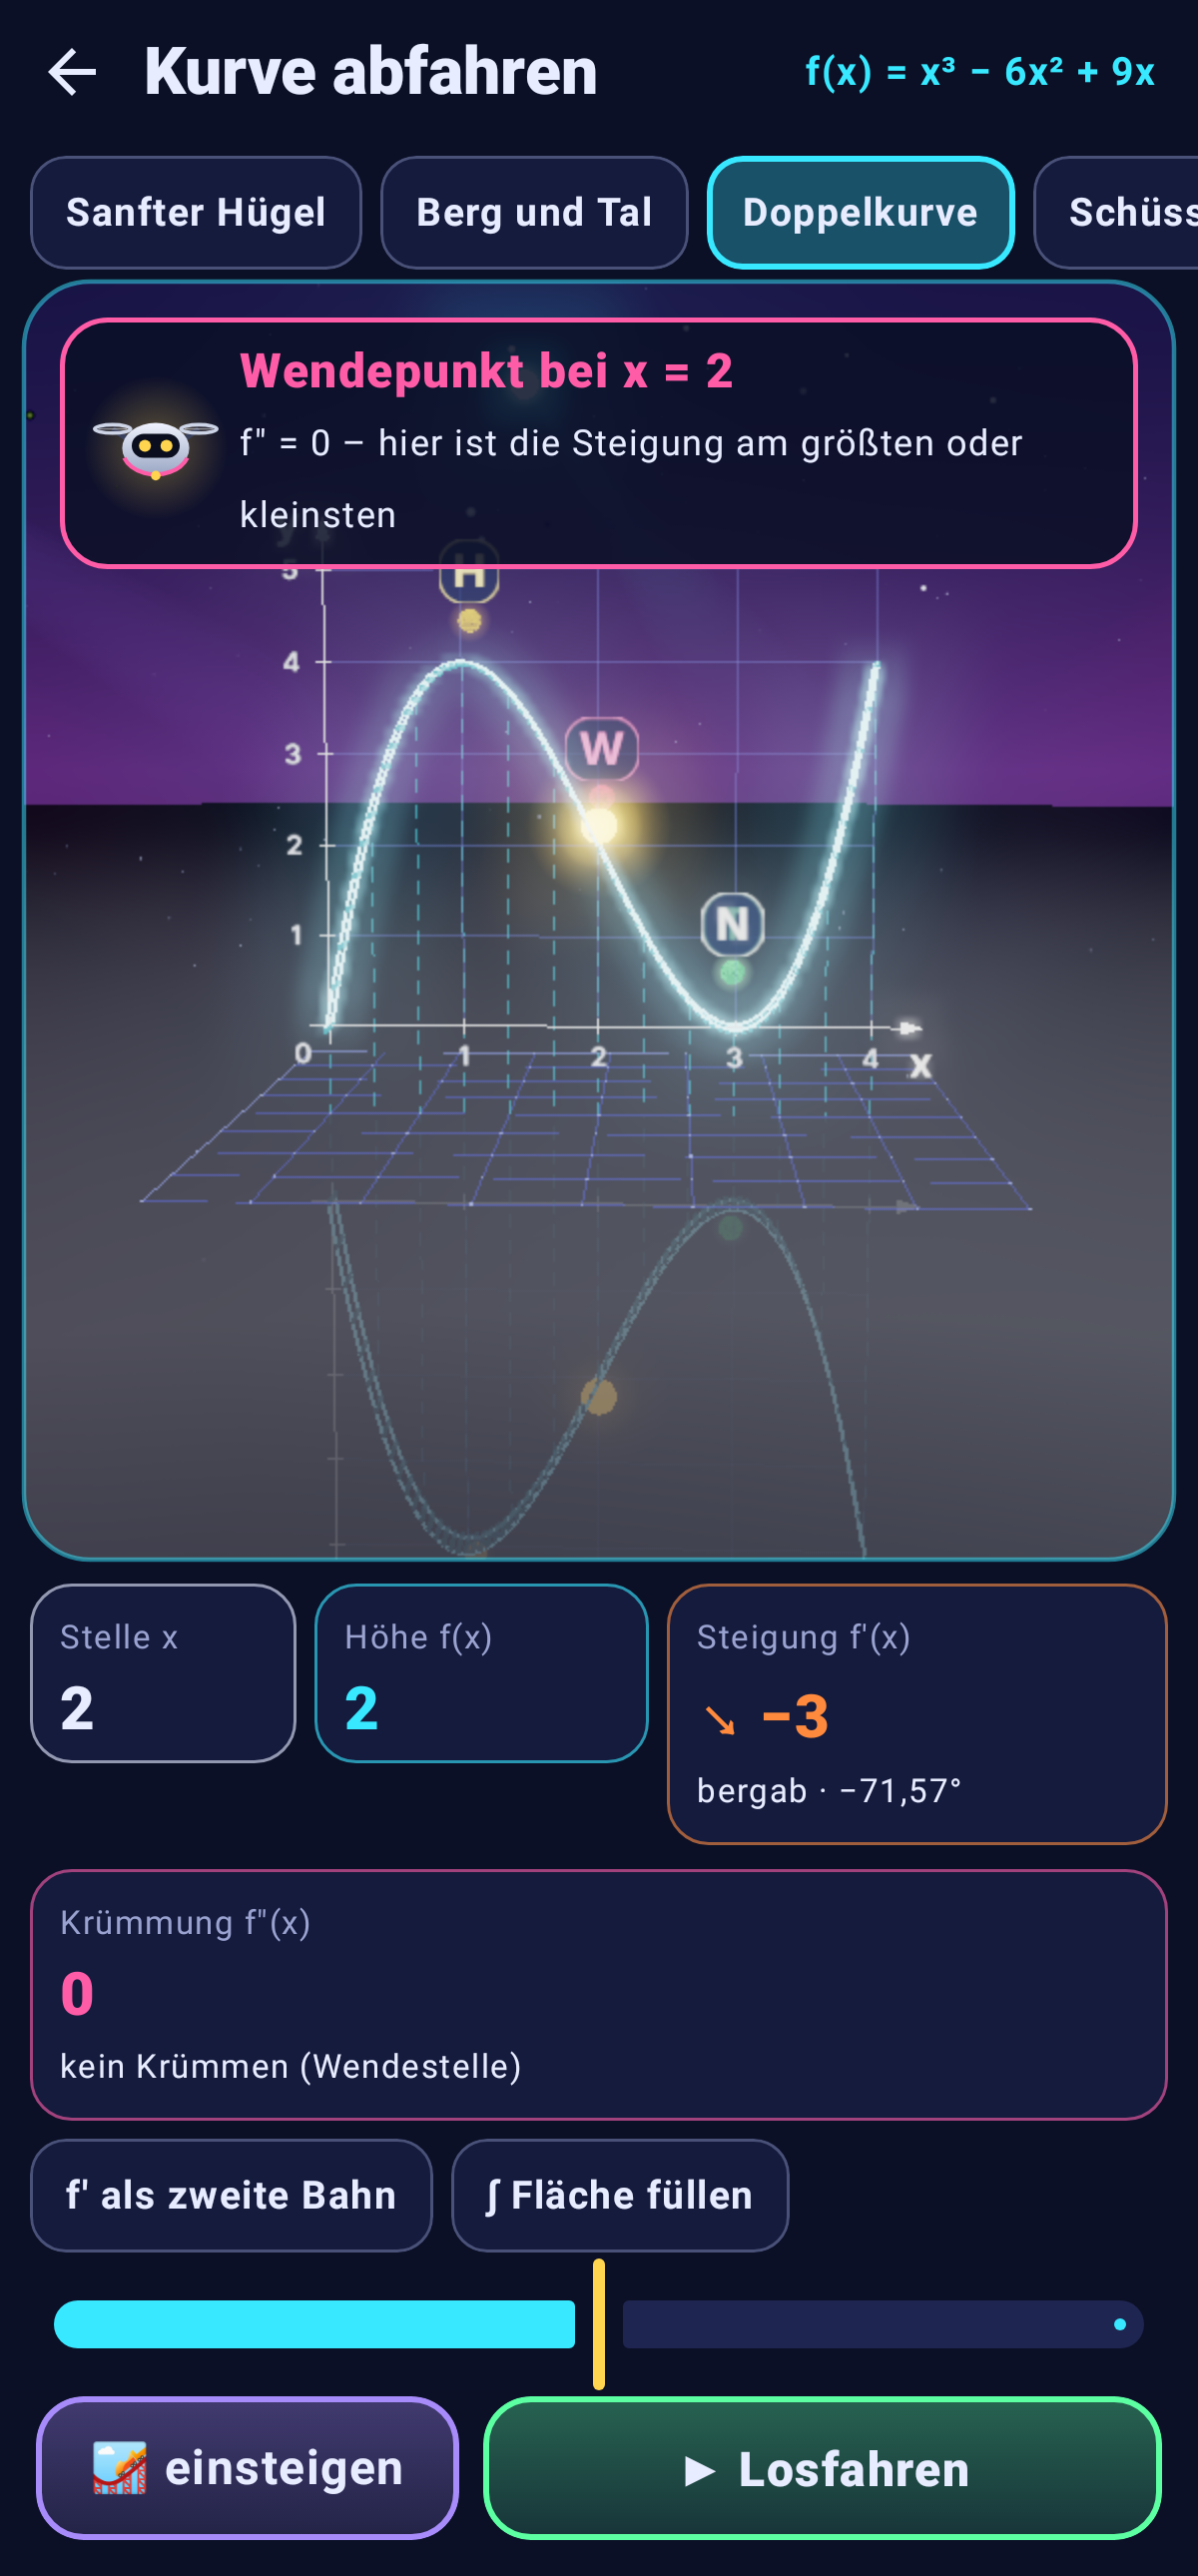 Kurve abfahren
f(x) = x³ − 6x² + 9x
Sanfter Hügel
Berg und Tal
Doppelkurve
Schüss
Wendepunkt bei x = 2
f" = 0 – hier ist die Steigung am größten oder
kleinsten
y
5
H
4
3
W
2
N
1
0 1 2 3 4 x
Stelle x
2
Höhe f(x)
2
Steigung f'(x)
↘ −3
bergab · −71,57°
Krümmung f"(x)
0
kein Krümmen (Wendestelle)
f' als zweite Bahn
∫ Fläche füllen
🎢 einsteigen
► Losfahren